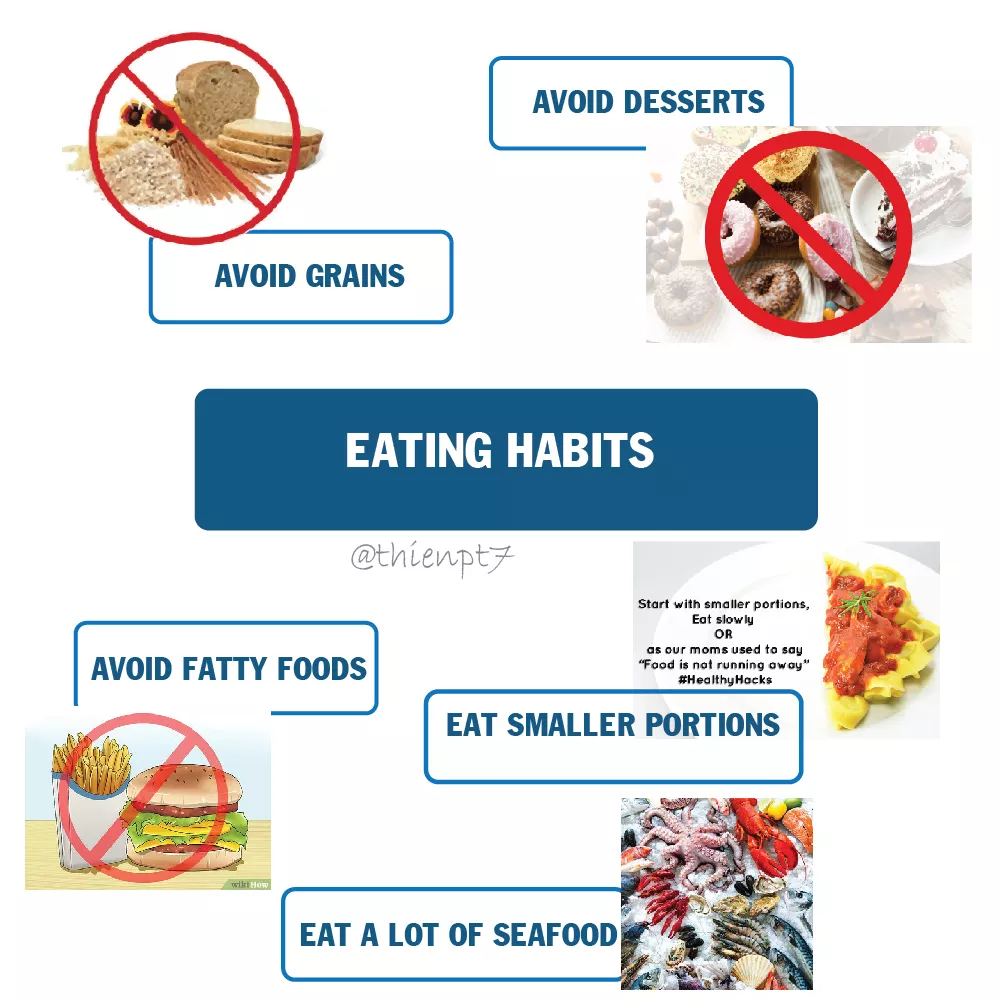 AVOID DESSERTS
AVOID GRAINS
EATING HABITS
@thienpt7
Start with smaller portions,
Eat slowly
OR
as our moms used to say
"Food is not running away"
#HealthyHacks
AVOID FATTY FOODS
EAT SMALLER PORTIONS
wikiHow
EAT A LOT OF SEAFOOD